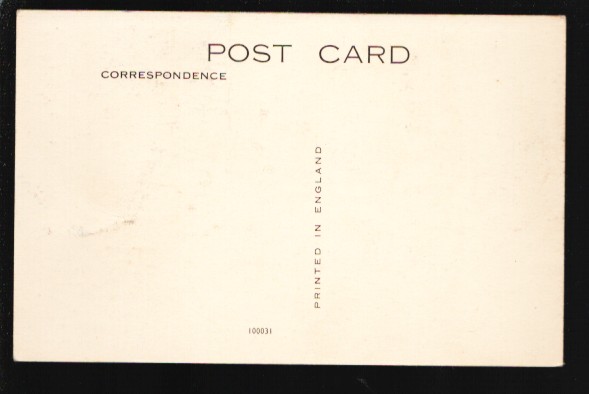 POST CARD
CORRESPONDENCE
PRINTED IN ENGLAND
100031